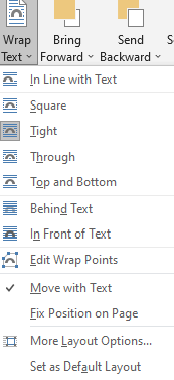 Wrap Bring Send
Text Forward Backward
In Line with Text
Square
Tight
Through
Top and Bottom
Behind Text
In Front of Text
Edit Wrap Points
Move with Text
Fix Position on Page
More Layout Options...
Set as Default Layout